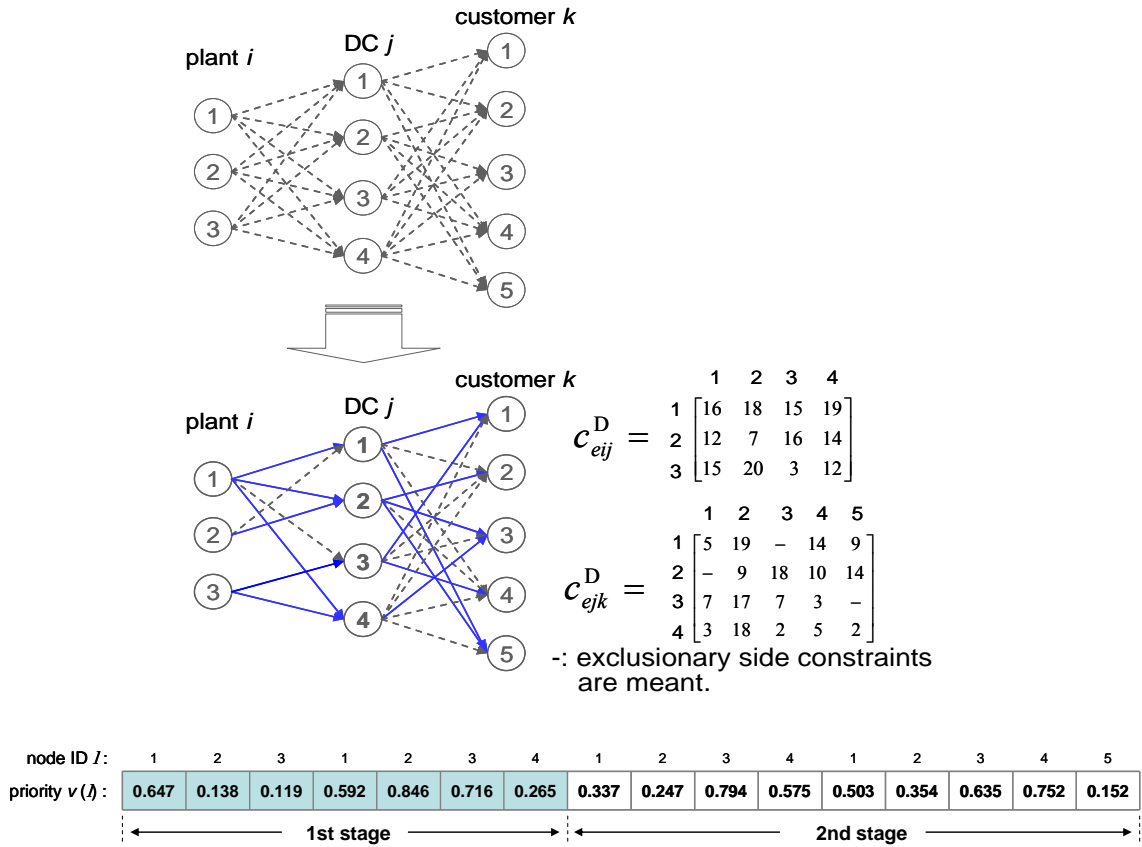 customer k
DC j
plant i
1
1
1
2
2
2
3
3
3
4
4
5
customer k
DC j
plant i
1
1
1
2
2
2
3
3
3
4
4
5
1 2 3 4
c^D_eij =
1 [16 18 15 19]
2 [12 7 16 14]
3 [15 20 3 12]
1 2 3 4 5
c^D_ejk =
1 [5 19 – 14 9]
2 [– 9 18 10 14]
3 [7 17 7 3 –]
4 [3 18 2 5 2]
-: exclusionary side constraints
are meant.
node ID l : 1 2 3 1 2 3 4 1 2 3 4 1 2 3 4 5
priority v (l) : 0.647 0.138 0.119 0.592 0.846 0.716 0.265 0.337 0.247 0.794 0.575 0.503 0.354 0.635 0.752 0.152
1st stage 2nd stage